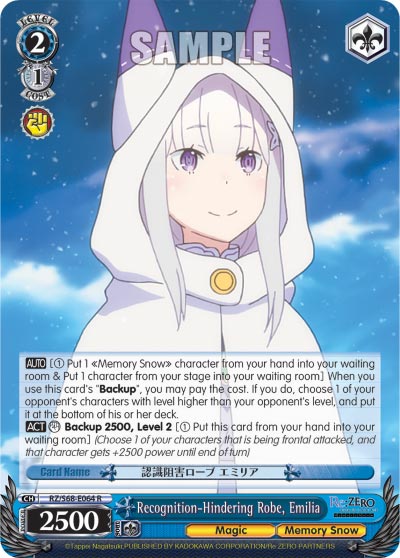 LEVEL
2
SAMPLE
1
COST
AUTO [① Put 1 «Memory Snow» character from your hand into your waiting
room & Put 1 character from your stage into your waiting room] When you
use this card's "Backup", you may pay the cost. If you do, choose 1 of your
opponent's characters with level higher than your opponent's level, and put
it at the bottom of his or her deck.
ACT Backup 2500, Level 2 [① Put this card from your hand into your
waiting room] (Choose 1 of your characters that is being frontal attacked, and
that character gets +2500 power until end of turn)
Card Name 認識阻害ローブ エミリア
CH RZ/S68-E064 R
Recognition-Hindering Robe, Emilia
Re:ZERO
POWER 2500
Magic
Memory Snow
©Tappei Nagatsuki,PUBLISHED BY KADOKAWA CORPORATION/Re:ZERO PARTNERS